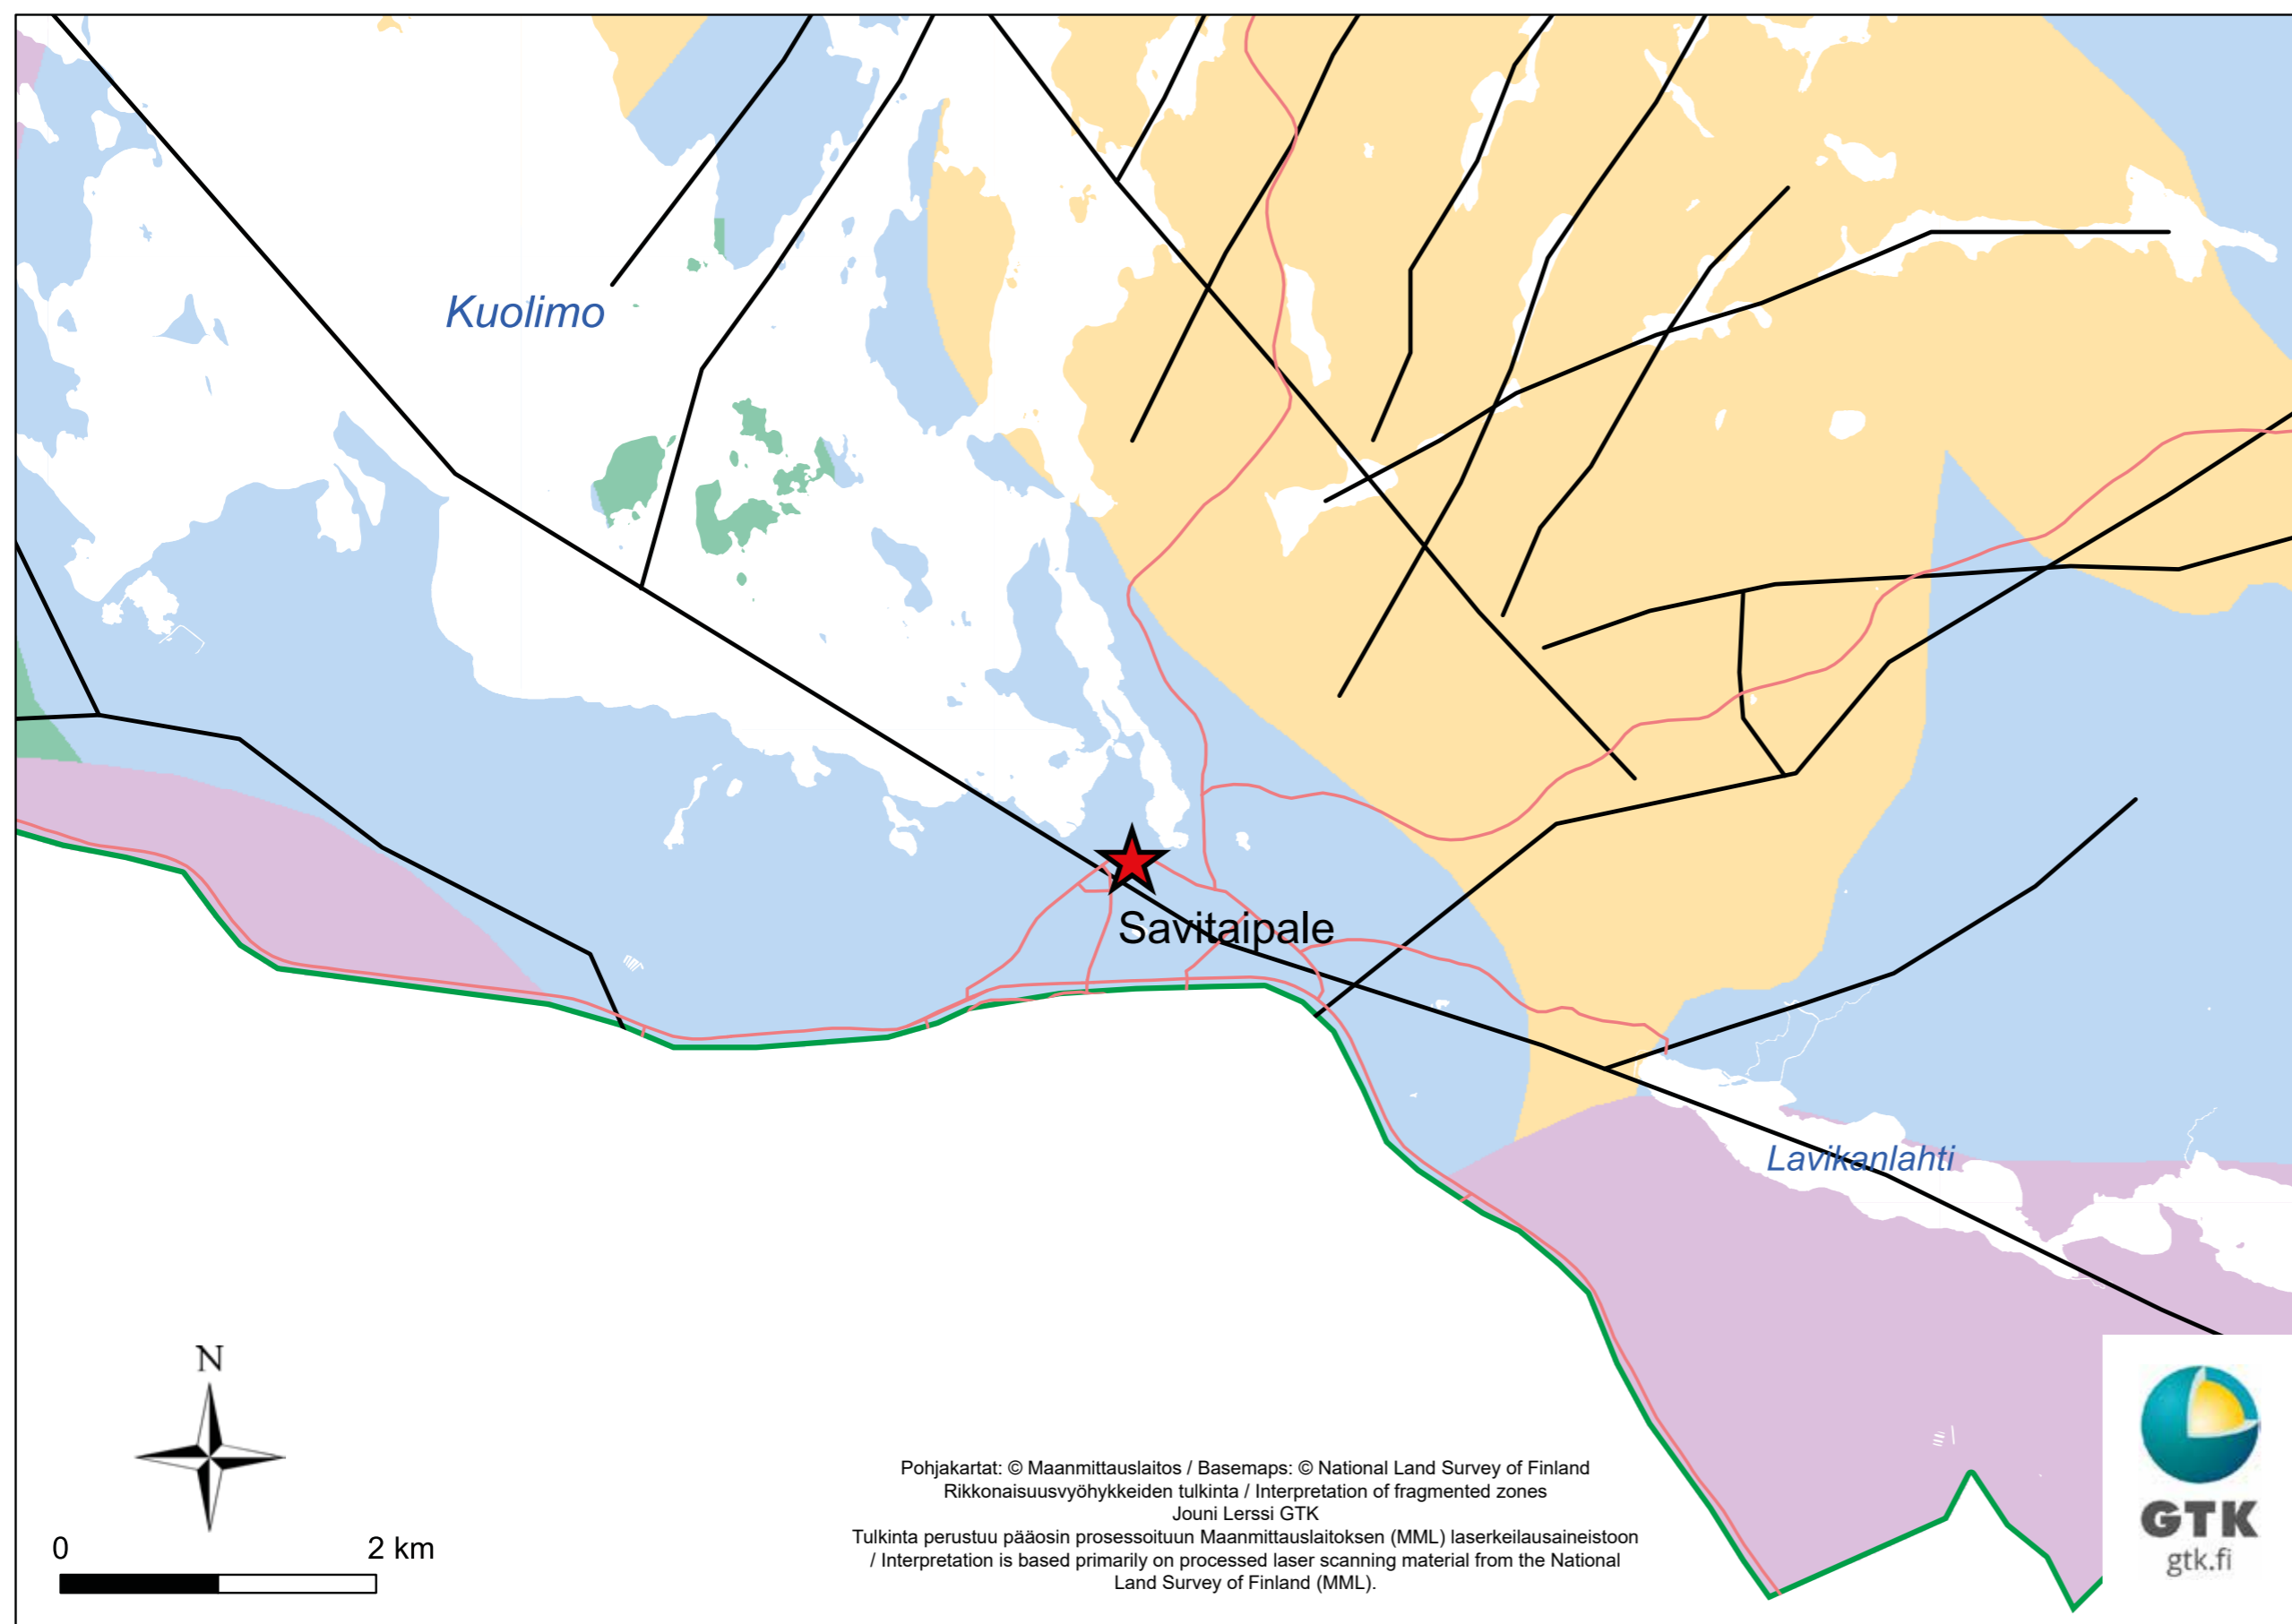 Kuolimo
Savitaipale
Lavikanlahti
N
0 2 km
Pohjakartat: © Maanmittauslaitos / Basemaps: © National Land Survey of Finland
Rikkonaisuusvyöhykkeiden tulkinta / Interpretation of fragmented zones
Jouni Lerssi GTK
Tulkinta perustuu pääosin prosessoituun Maanmittauslaitoksen (MML) laserkeilausaineistoon
/ Interpretation is based primarily on processed laser scanning material from the National
Land Survey of Finland (MML).
GTK
gtk.fi